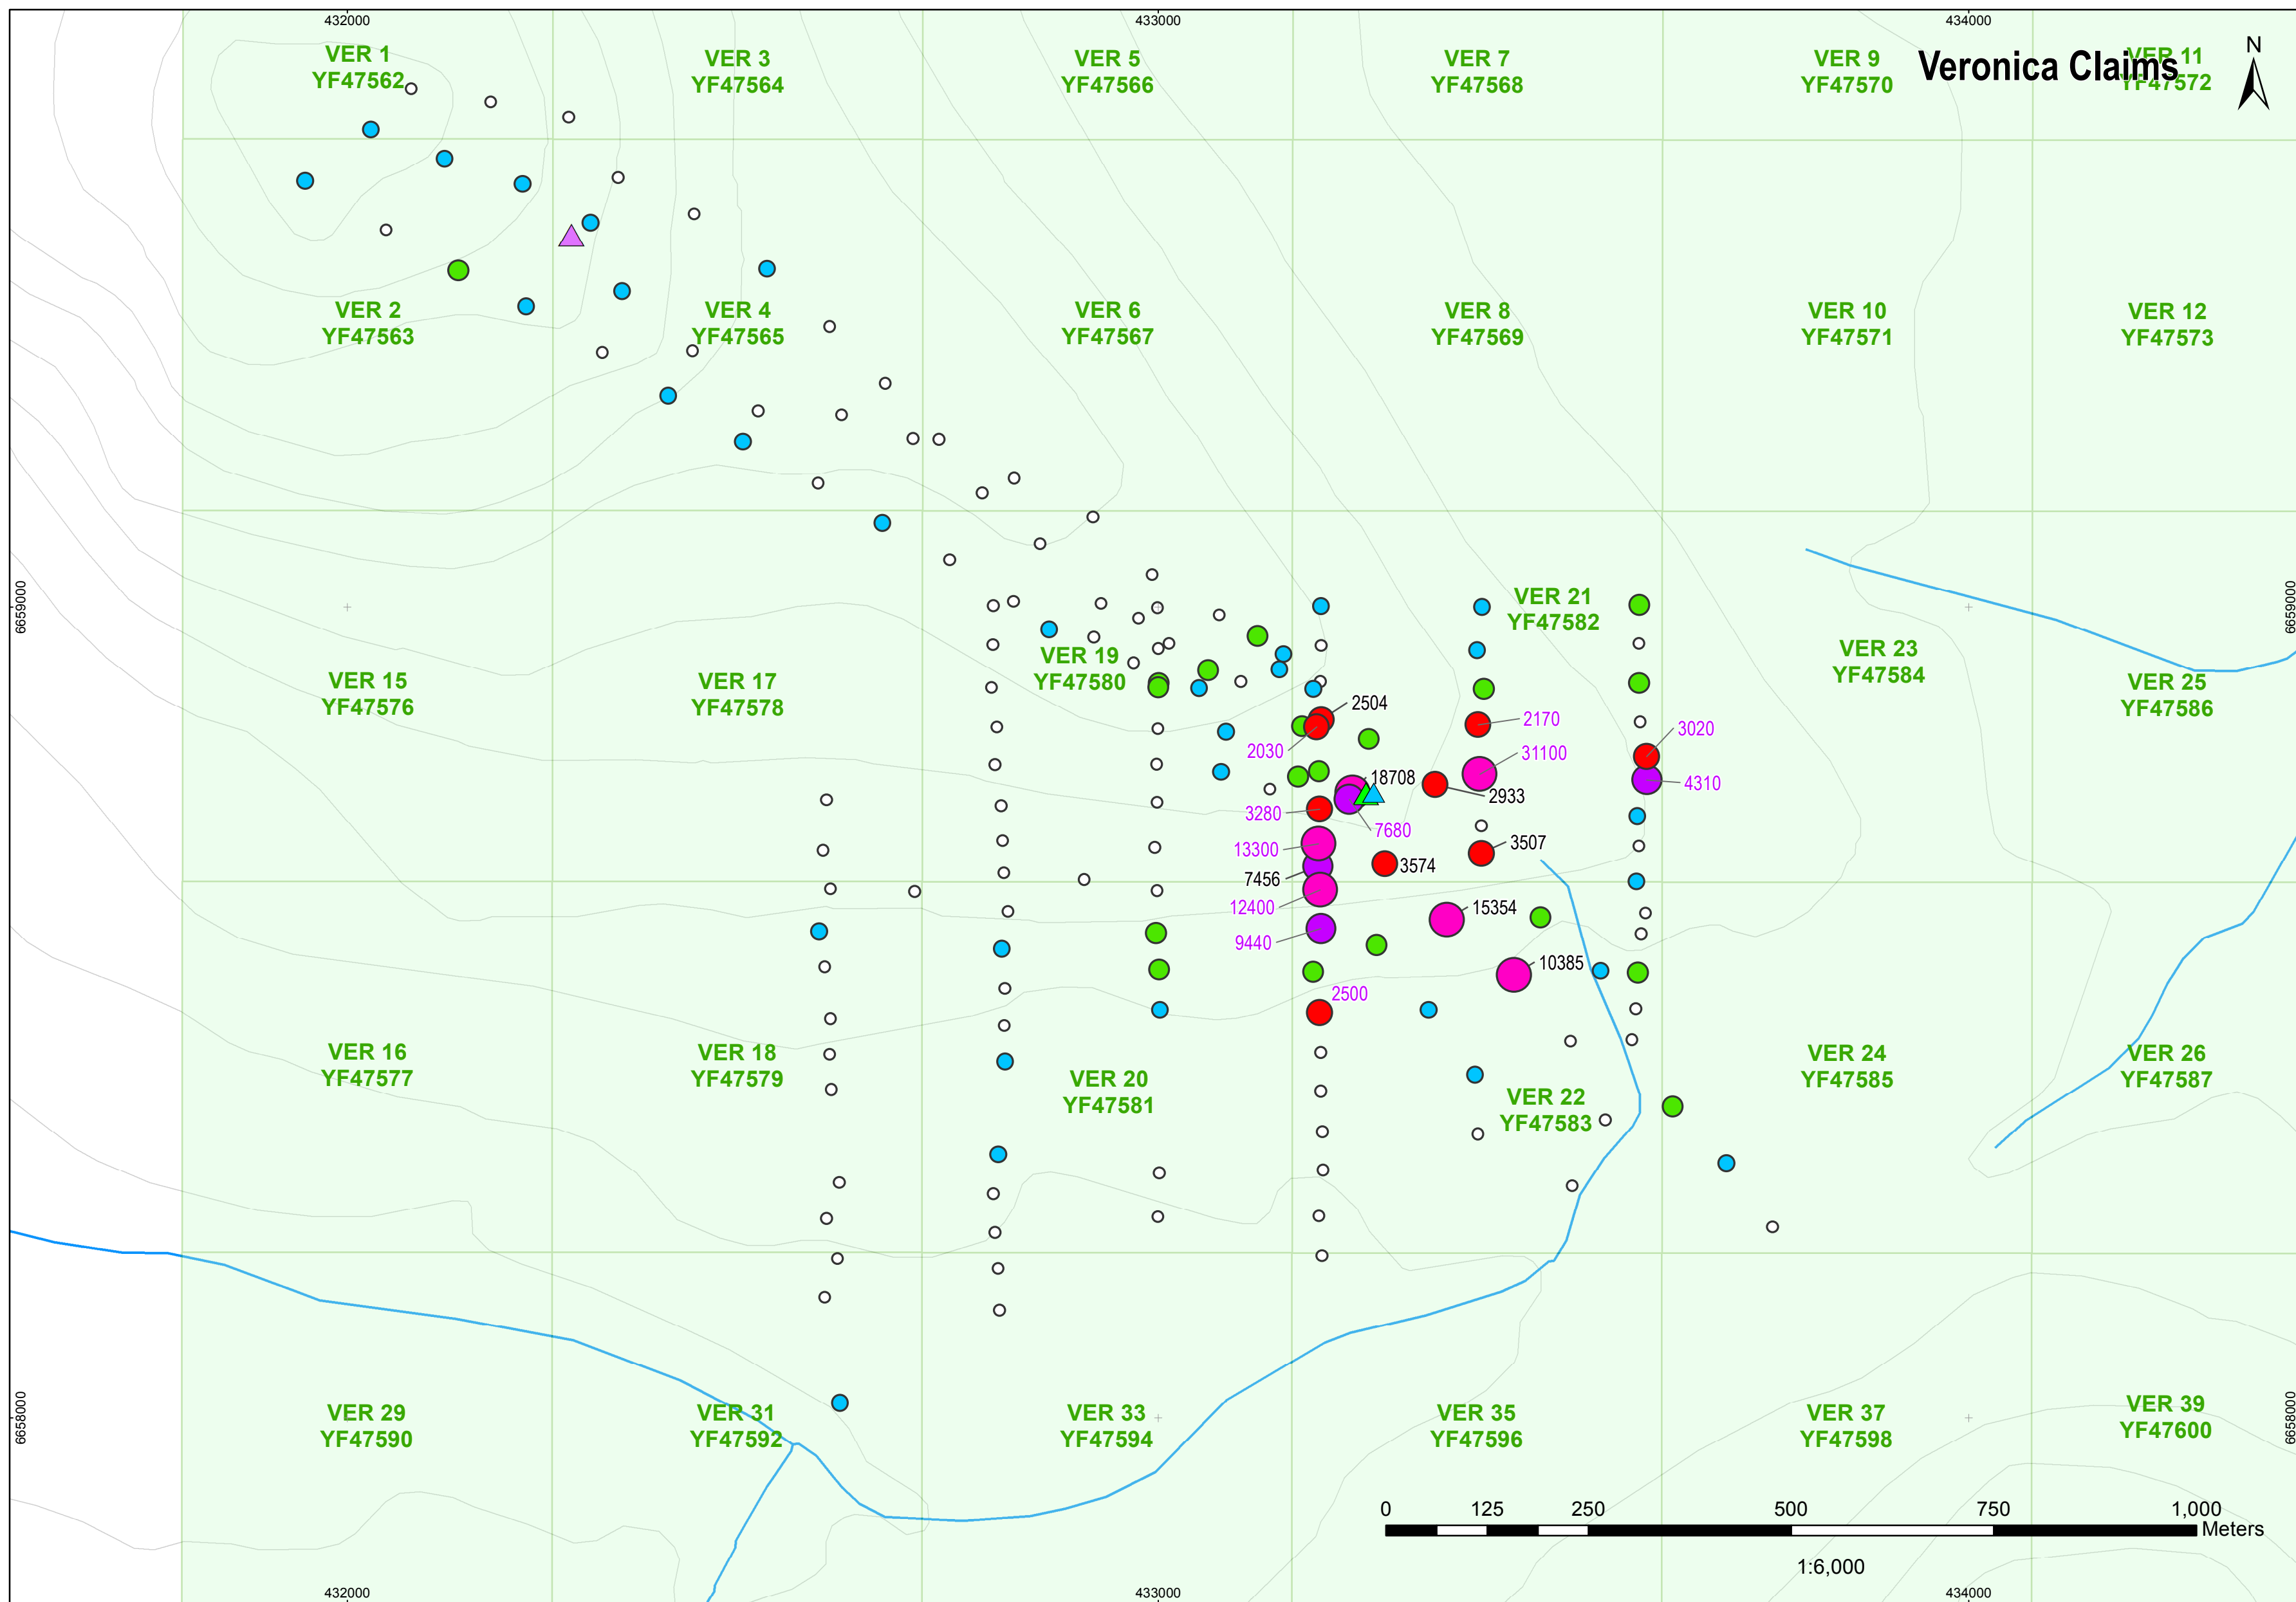 432000
433000
434000
Veronica Claims
N
VER 1
YF47562
VER 3
YF47564
VER 5
YF47566
VER 7
YF47568
VER 9
YF47570
VER 11
YF47572
VER 2
YF47563
VER 4
YF47565
VER 6
YF47567
VER 8
YF47569
VER 10
YF47571
VER 12
YF47573
6659000
6659000
VER 15
YF47576
VER 17
YF47578
VER 19
YF47580
VER 21
YF47582
VER 23
YF47584
VER 25
YF47586
2504
2030
2170
31100
3020
4310
18708
2933
3280
7680
13300
3507
3574
7456
12400
15354
9440
10385
2500
VER 16
YF47577
VER 18
YF47579
VER 20
YF47581
VER 22
YF47583
VER 24
YF47585
VER 26
YF47587
6658000
6658000
VER 29
YF47590
VER 31
YF47592
VER 33
YF47594
VER 35
YF47596
VER 37
YF47598
VER 39
YF47600
0 125 250 500 750 1,000
Meters
1:6,000
432000
433000
434000